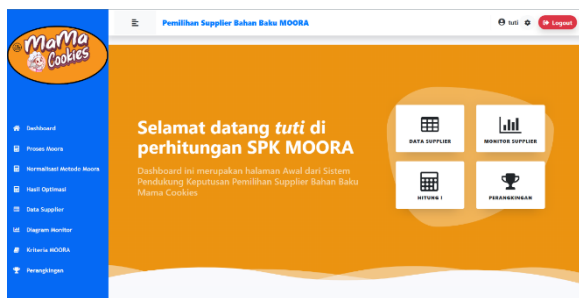 MaMa
Cookies
Pemilihan Supplier Bahan Baku MOORA
tuti
Logout
Dashboard
Proses Moora
Normalisasi Metode Moora
Hasil Optimasi
Data Supplier
Diagram Monitor
Kriteria MOORA
Perangkingan
Selamat datang tuti di
perhitungan SPK MOORA
Dashboard ini merupakan halaman Awal dari Sistem
Pendukung Keputusan Pemilihan Supplier Bahan Baku
Mama Cookies
DATA SUPPLIER
MONITOR SUPPLIER
HITUNG !
PERANGKINGAN